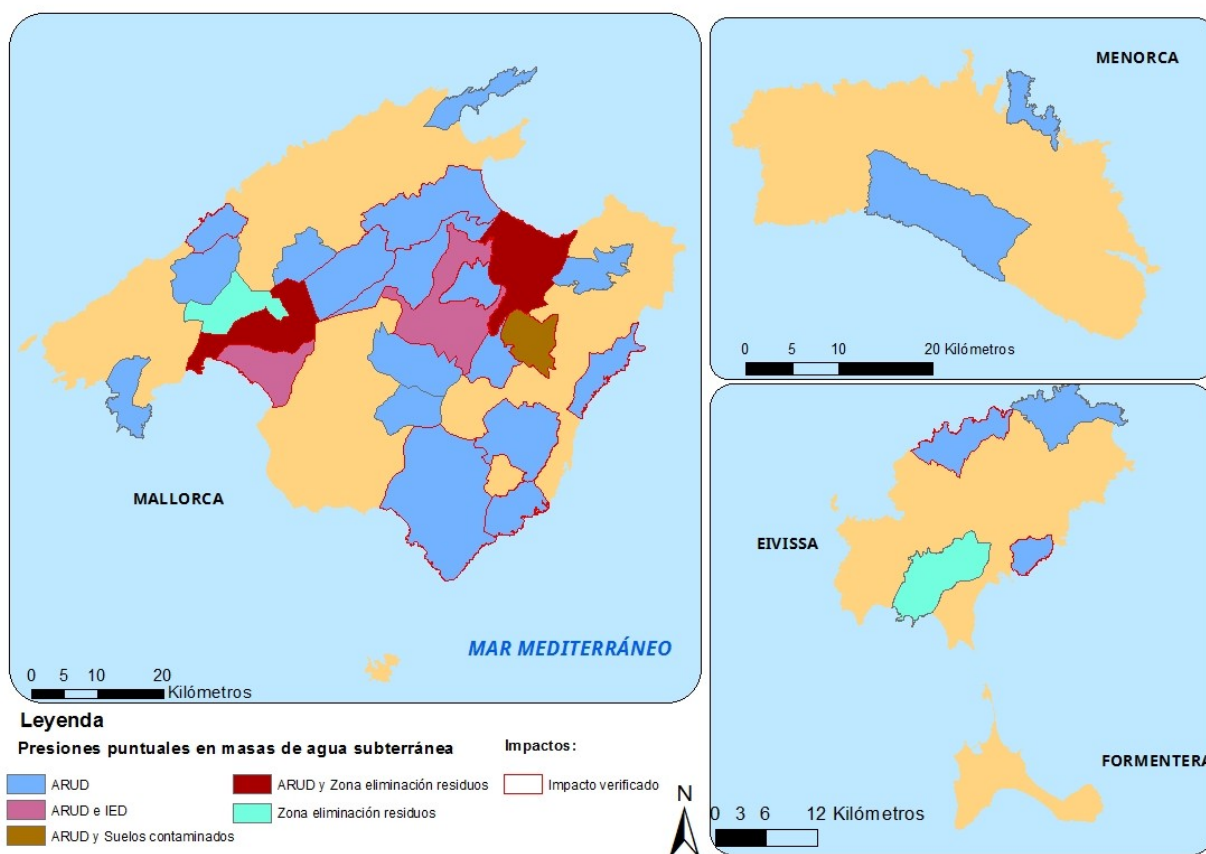 MENORCA
0 5 10 20 Kilómetros
MALLORCA
MAR MEDITERRÁNEO
0 5 10 20
Kilómetros
EIVISSA
FORMENTERA
0 3 6 12 Kilómetros
Leyenda
Presiones puntuales en masas de agua subterránea
Impactos:
ARUD
ARUD e IED
ARUD y Suelos contaminados
ARUD y Zona eliminación residuos
Zona eliminación residuos
Impacto verificado
N